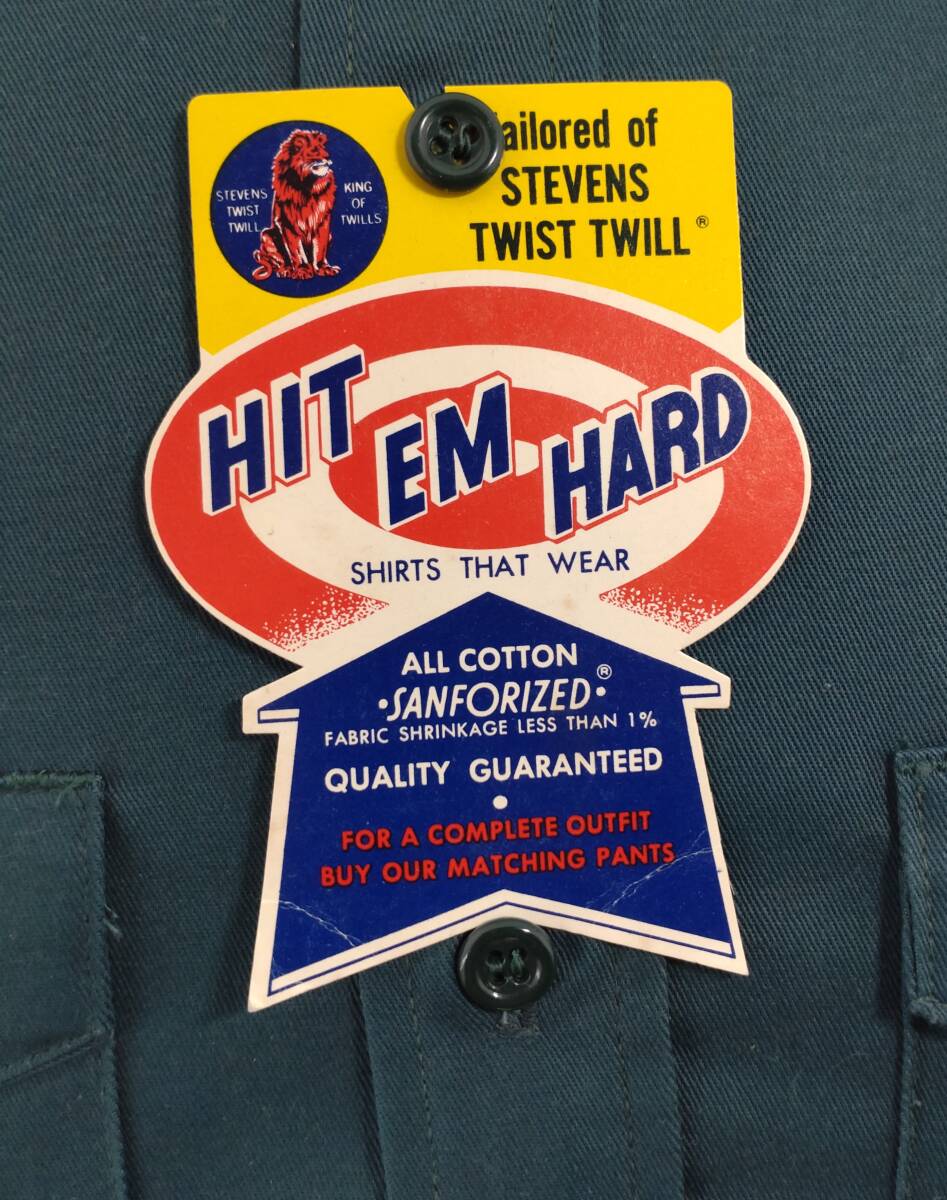 STEVENS
TWIST
TWILL
KING
OF
TWILLS
ailored of
STEVENS
TWIST TWILL®
HIT EM HARD
SHIRTS THAT WEAR
ALL COTTON
•SANFORIZED®•
FABRIC SHRINKAGE LESS THAN 1%
QUALITY GUARANTEED
•
FOR A COMPLETE OUTFIT
BUY OUR MATCHING PANTS